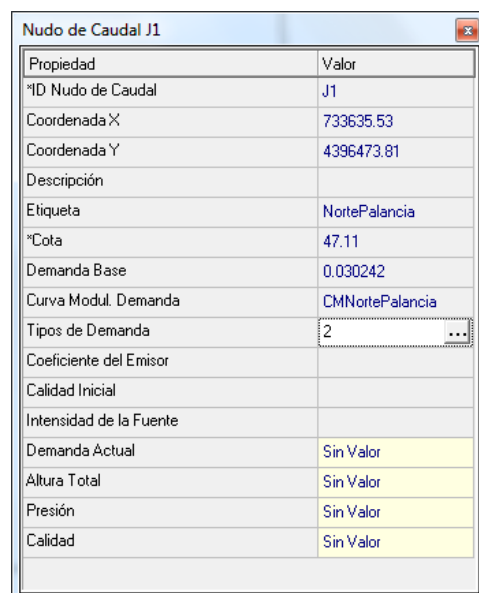 Nudo de Caudal J1
Propiedad Valor
*ID Nudo de Caudal J1
Coordenada X 733635.53
Coordenada Y 4396473.81
Descripción
Etiqueta NortePalancia
*Cota 47.11
Demanda Base 0.030242
Curva Modul. Demanda CMNortePalancia
Tipos de Demanda 2 ...
Coeficiente del Emisor
Calidad Inicial
Intensidad de la Fuente
Demanda Actual Sin Valor
Altura Total Sin Valor
Presión Sin Valor
Calidad Sin Valor